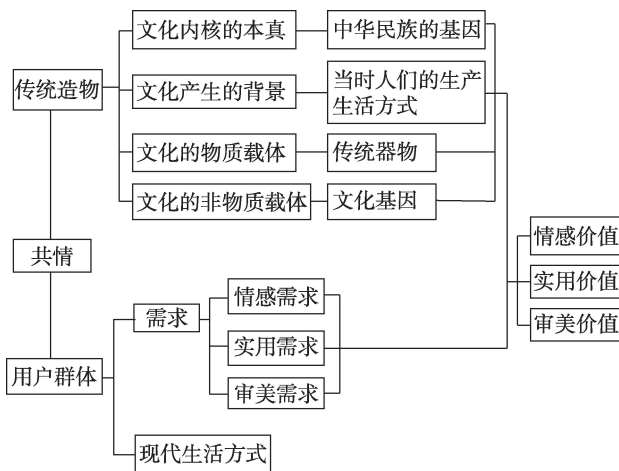 文化内核的本真
中华民族的基因
传统造物
文化产生的背景
当时人们的生产
生活方式
文化的物质载体
传统器物
文化的非物质载体
文化基因
共情
情感价值
实用价值
审美价值
需求
情感需求
实用需求
审美需求
用户群体
现代生活方式